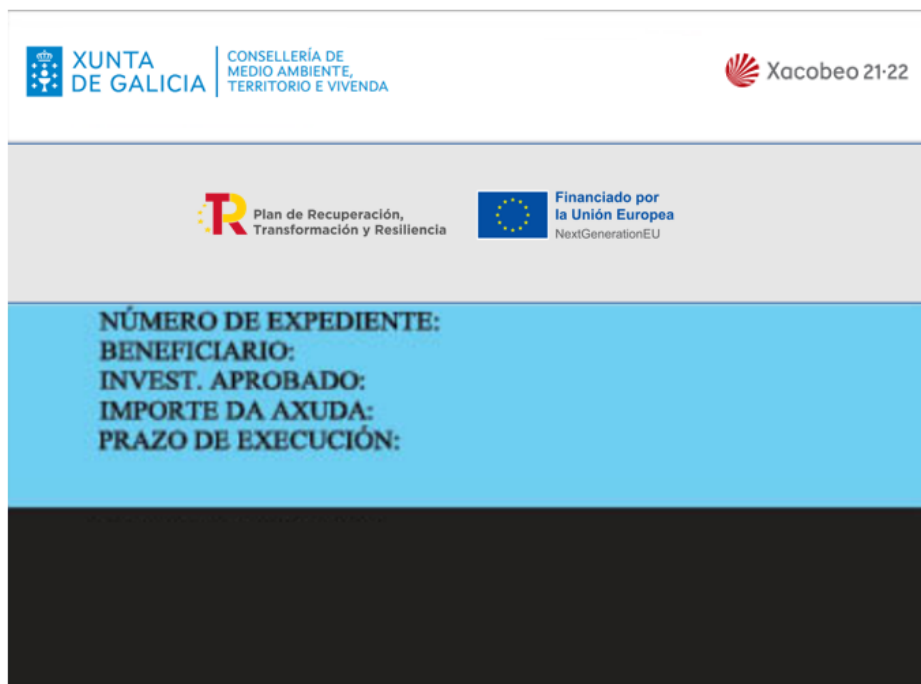 XUNTA
DE GALICIA
CONSELLERÍA DE
MEDIO AMBIENTE,
TERRITORIO E VIVENDA
Xacobeo 21·22
Plan de Recuperación,
Transformación y Resiliencia
Financiado por
la Unión Europea
NextGenerationEU
NÚMERO DE EXPEDIENTE:
BENEFICIARIO:
INVEST. APROBADO:
IMPORTE DA AXUDA:
PRAZO DE EXECUCIÓN: